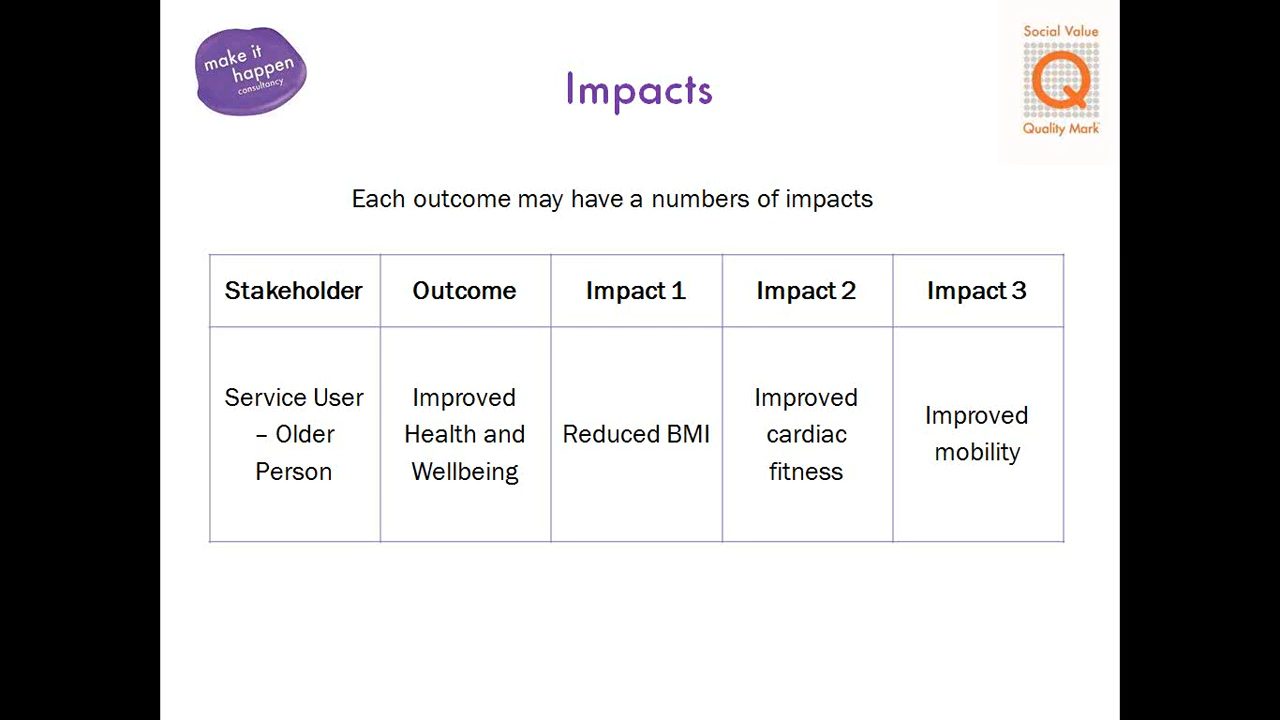 make it
happen
consultancy
Impacts
Social Value
Quality Mark™
Each outcome may have a numbers of impacts
Stakeholder Outcome Impact 1 Impact 2 Impact 3
Service User
– Older
Person
Improved
Health and
Wellbeing
Reduced BMI
Improved
cardiac
fitness
Improved
mobility